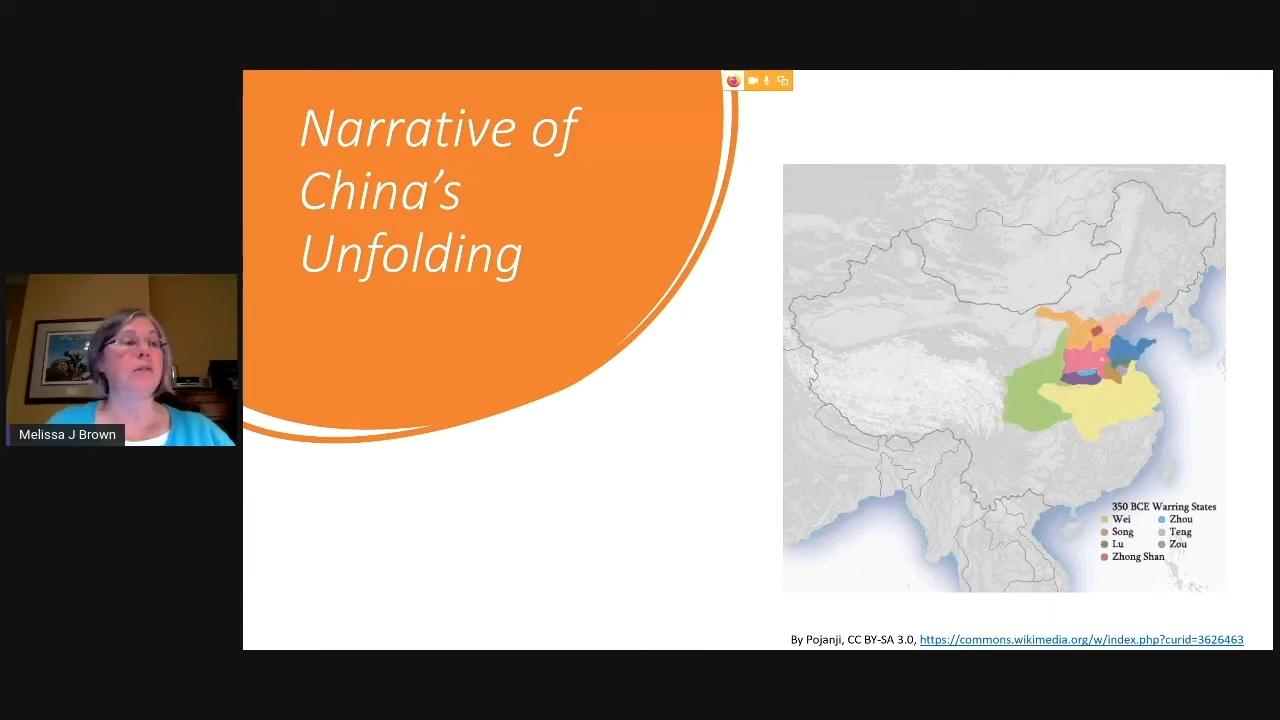 Narrative of
China's
Unfolding
Melissa J Brown
350 BCE Warring States
Wei
Zhou
Song
Teng
Lu
Zou
Zhong Shan
By Pojanji, CC BY-SA 3.0, https://commons.wikimedia.org/w/index.php?curid=3626463